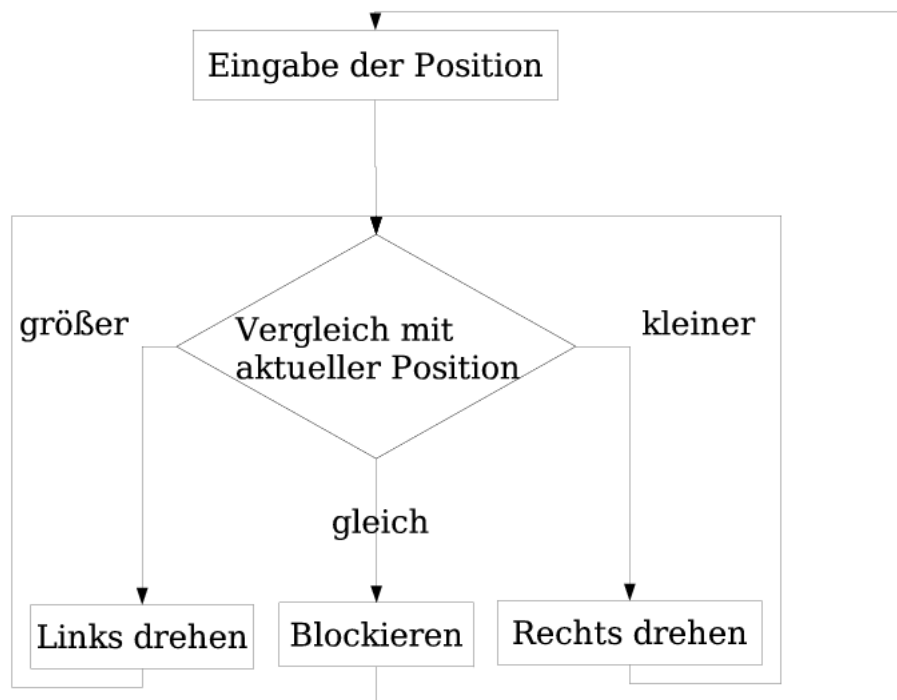 Eingabe der Position
größer
Vergleich mit
aktueller Position
kleiner
gleich
Links drehen
Blockieren
Rechts drehen